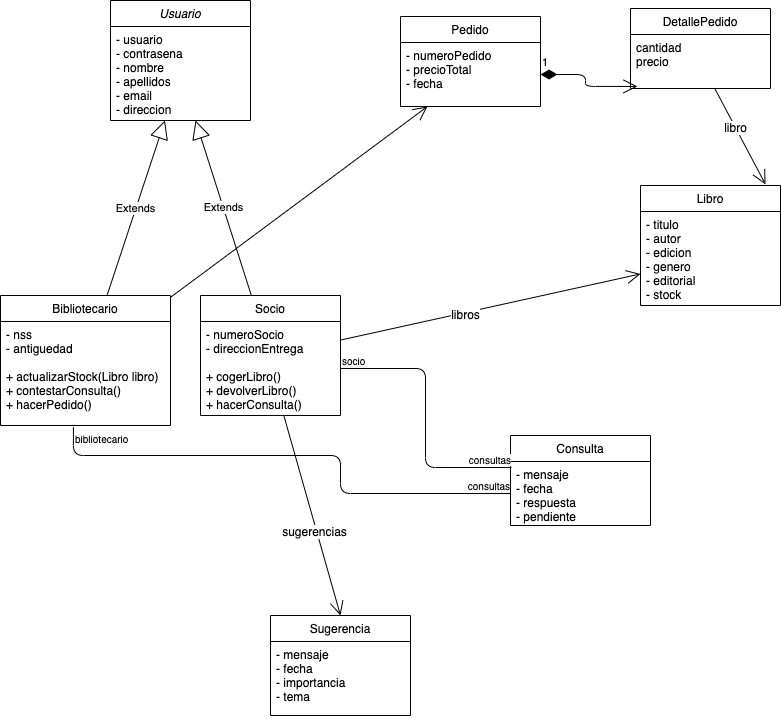 Usuario
- usuario
- contrasena
- nombre
- apellidos
- email
- direccion
Pedido
- numeroPedido
- precioTotal
- fecha
1
DetallePedido
cantidad
precio
libro
Extends
Extends
Libro
- titulo
- autor
- edicion
- genero
- editorial
- stock
Bibliotecario
- nss
- antiguedad
+ actualizarStock(Libro libro)
+ contestarConsulta()
+ hacerPedido()
Socio
- numeroSocio
- direccionEntrega
+ cogerLibro()
+ devolverLibro()
+ hacerConsulta()
libros
socio
bibliotecario
consultas
consultas
Consulta
- mensaje
- fecha
- respuesta
- pendiente
sugerencias
Sugerencia
- mensaje
- fecha
- importancia
- tema